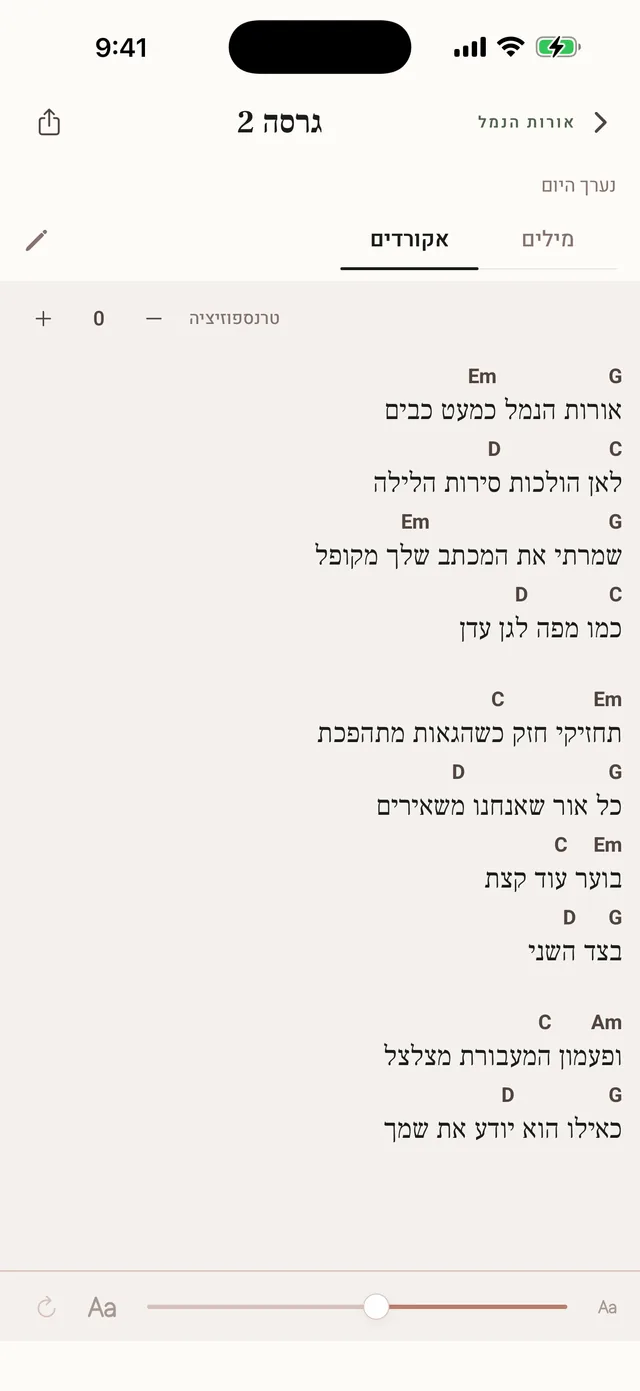 9:41
אורות הנמל
גרסה 2
נערך היום
מילים
אקורדים
טרנספוזיציה − 0 +
G Em
אורות הנמל כמעט כבים
C D
לאן הולכות סירות הלילה
G Em
שמרתי את המכתב שלך מקופל
C D
כמו מפה לגן עדן
Em C
תחזיקי חזק כשהגאות מתהפכת
G D
כל אור שאנחנו משאירים
Em C
בוער עוד קצת
G D
בצד השני
Am C
ופעמון המעבורת מצלצל
G D
כאילו הוא יודע את שמך
Aa Aa